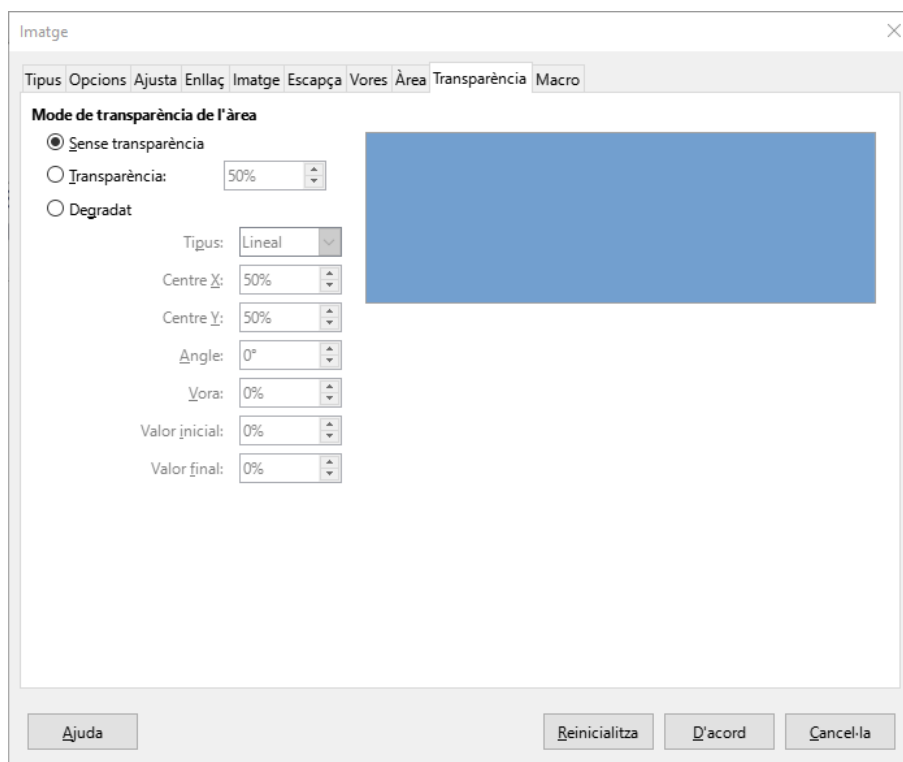 Imatge
Tipus Opcions Ajusta Enllaç Imatge Escapça Vores Àrea Transparència Macro
Mode de transparència de l'àrea
Sense transparència
Transparència: 50%
Degradat
Tipus: Lineal
Centre X: 50%
Centre Y: 50%
Angle: 0°
Vora: 0%
Valor inicial: 0%
Valor final: 0%
Ajuda Reinicialitza D'acord Cancel·la